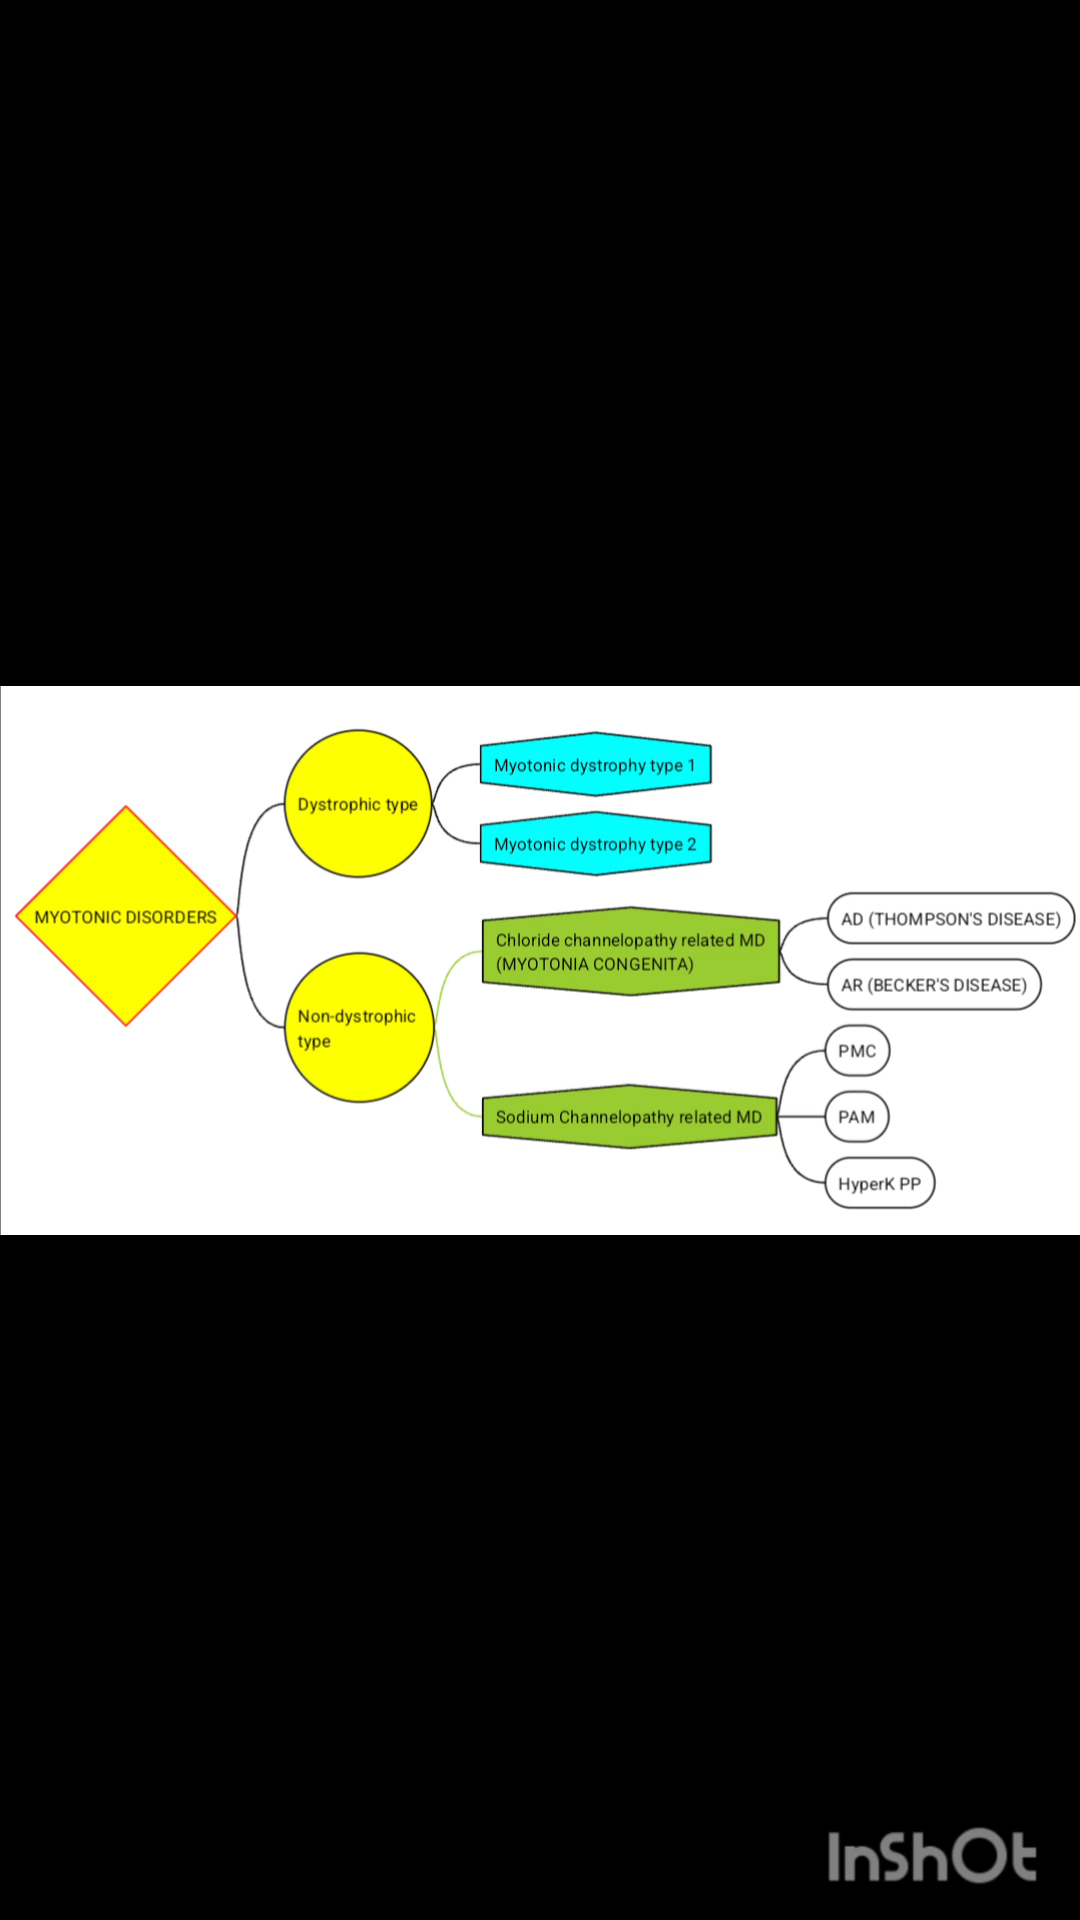 MYOTONIC DISORDERS
Dystrophic type
Myotonic dystrophy type 1
Myotonic dystrophy type 2
Non-dystrophic
type
Chloride channelopathy related MD
(MYOTONIA CONGENITA)
AD (THOMPSON'S DISEASE)
AR (BECKER'S DISEASE)
Sodium Channelopathy related MD
PMC
PAM
HyperK PP
InShOt